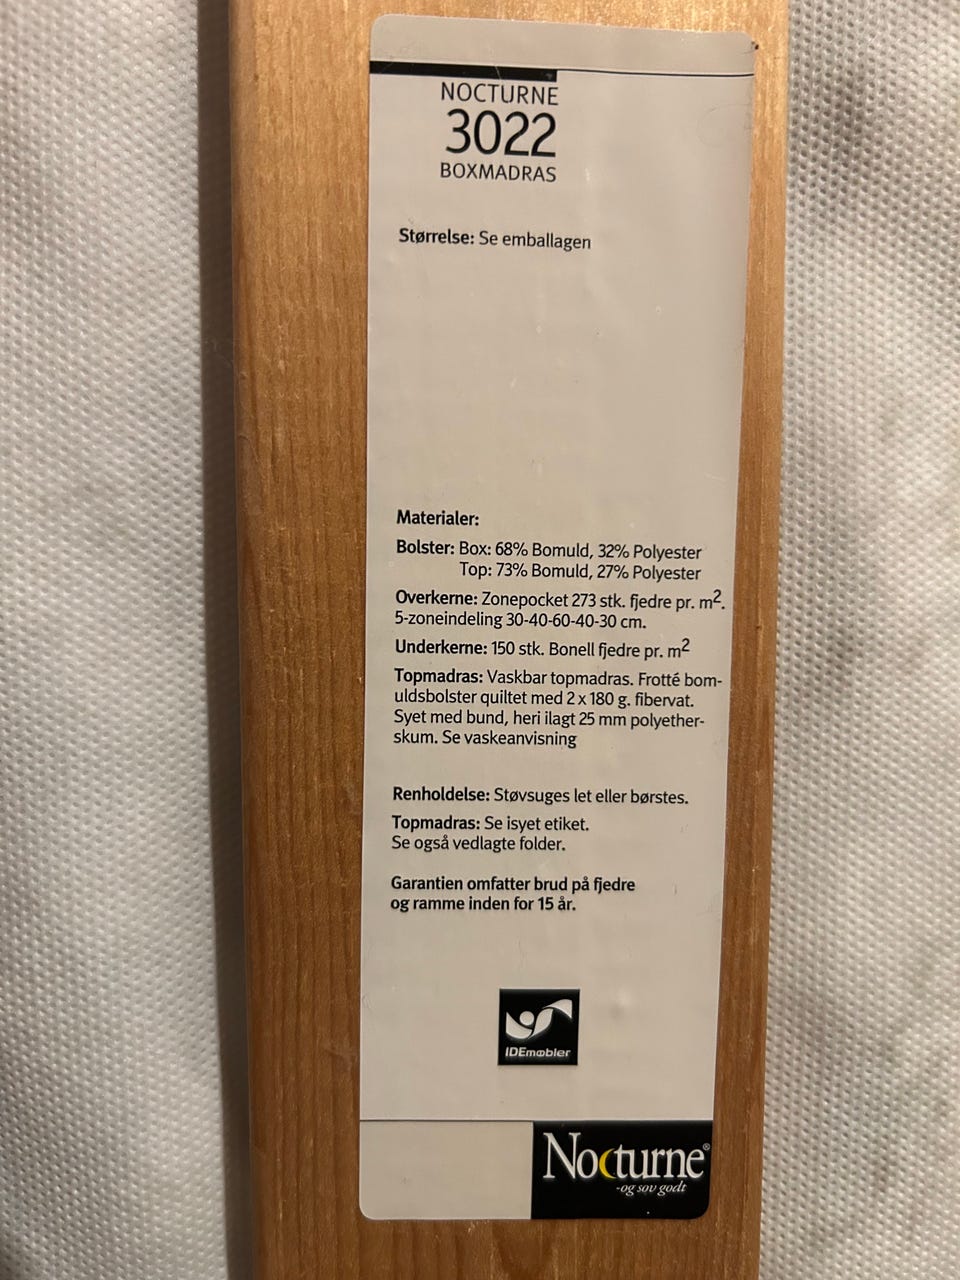 NOCTURNE
3022
BOXMADRAS
Størrelse: Se emballagen
Materialer:
Bolster: Box: 68% Bomuld, 32% Polyester
Top: 73% Bomuld, 27% Polyester
Overkerne: Zonepocket 273 stk. fjedre pr. m².
5-zoneindeling 30-40-60-40-30 cm.
Underkerne: 150 stk. Bonell fjedre pr. m²
Topmadras: Vaskbar topmadras. Frotté bom-
uldsbolster quiltet med 2 x 180 g. fibervat.
Syet med bund, heri ilagt 25 mm polyether-
skum. Se vaskeanvisning
Renholdelse: Støvsuges let eller børstes.
Topmadras: Se isyet etiket.
Se også vedlagte folder.
Garantien omfatter brud på fjedre
og ramme inden for 15 år.
IDEmøbler
Nocturne®
-og sov godt